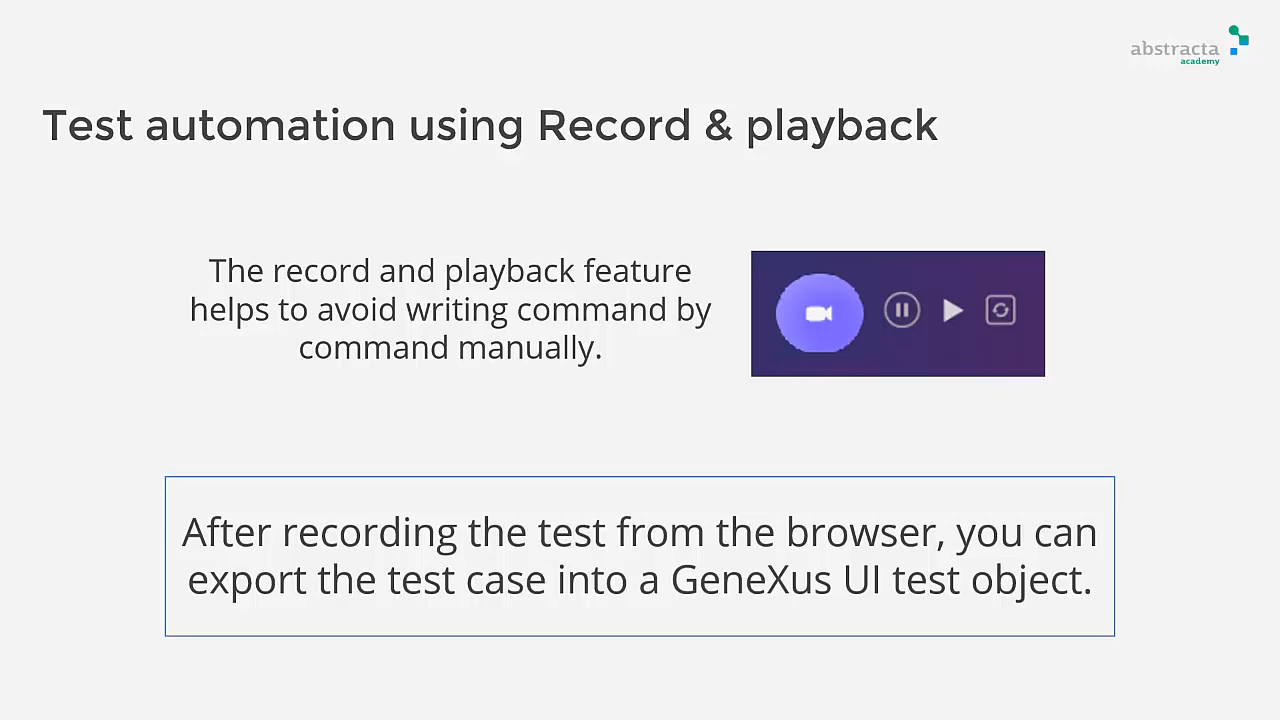 abstracta
academy
Test automation using Record & playback
The record and playback feature
helps to avoid writing command by
command manually.
After recording the test from the browser, you can
export the test case into a GeneXus UI test object.